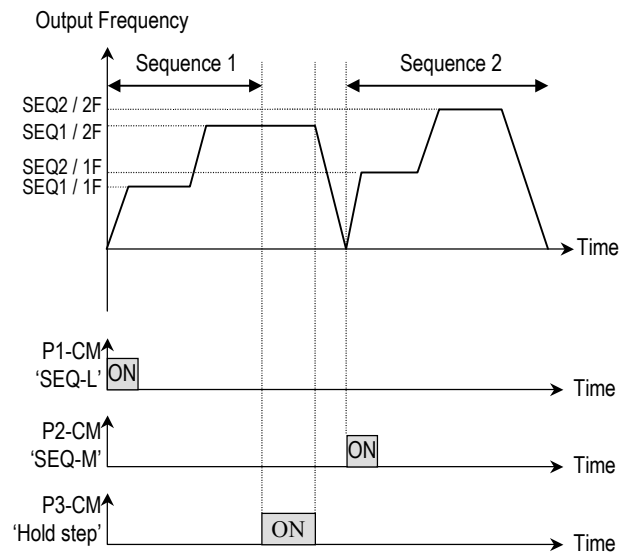 Output Frequency
Sequence 1
Sequence 2
SEQ2 / 2F
SEQ1 / 2F
SEQ2 / 1F
SEQ1 / 1F
Time
P1-CM
‘SEQ-L’
ON
Time
P2-CM
‘SEQ-M’
ON
Time
P3-CM
‘Hold step’
ON
Time